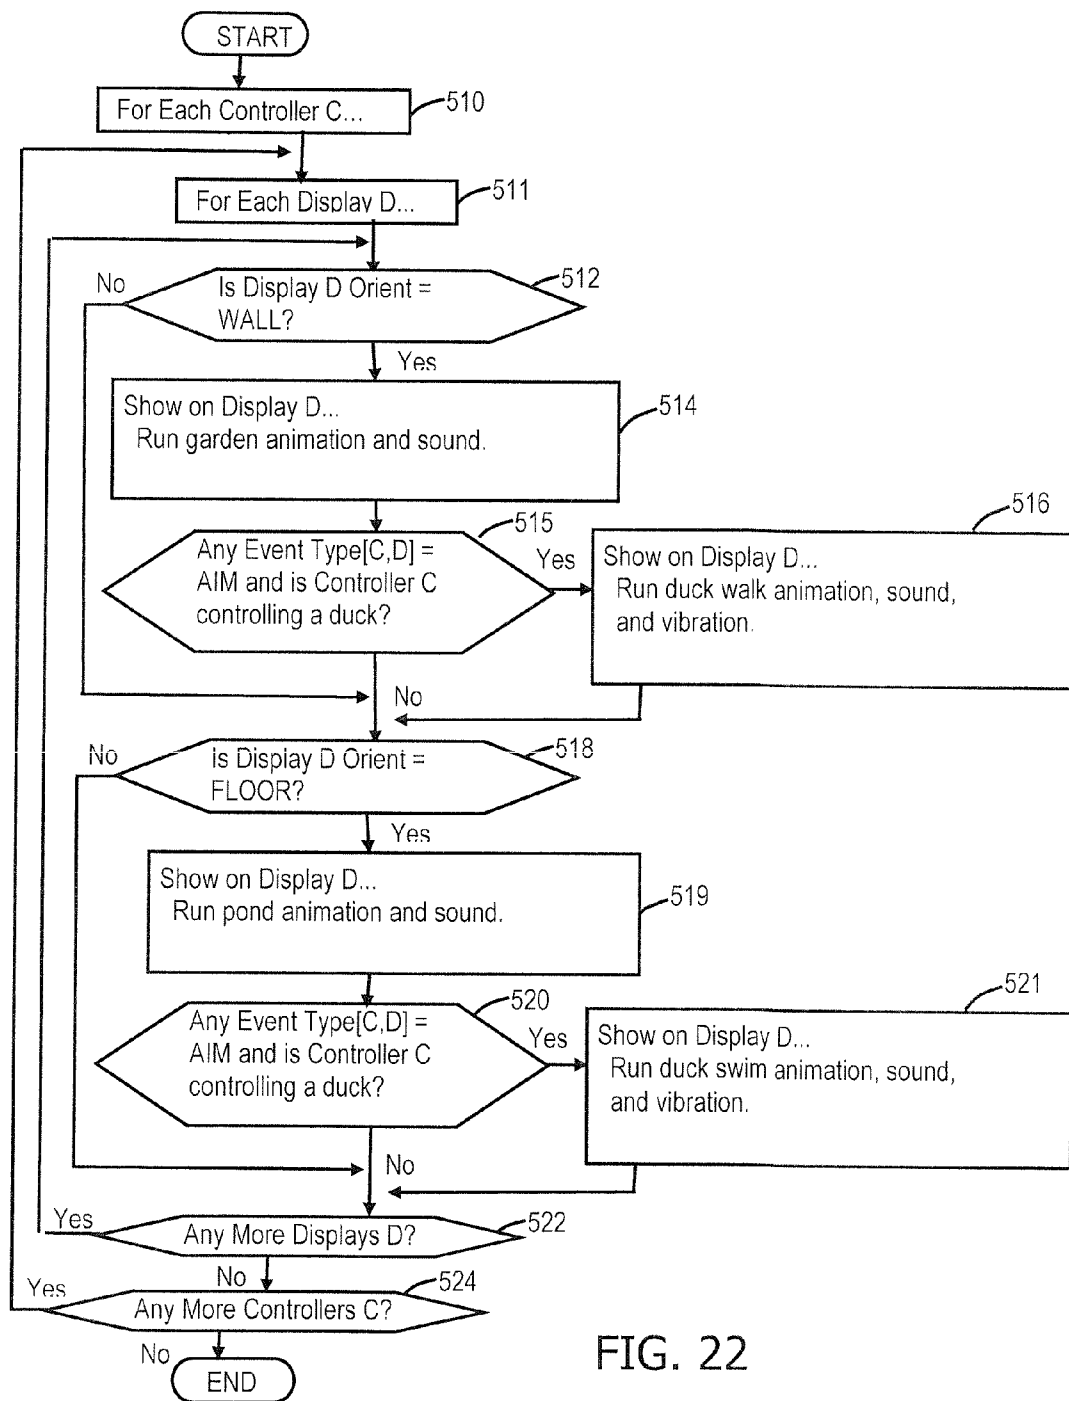 START
For Each Controller C...
510
For Each Display D...
511
No
Is Display D Orient =
WALL?
512
Yes
Show on Display D...
Run garden animation and sound.
514
Any Event Type[C,D] =
AIM and is Controller C
controlling a duck?
515
Yes
516
Show on Display D...
Run duck walk animation, sound,
and vibration.
No
No
Is Display D Orient =
FLOOR?
518
Yes
Show on Display D...
Run pond animation and sound.
519
Any Event Type[C,D] =
AIM and is Controller C
controlling a duck?
520
Yes
521
Show on Display D...
Run duck swim animation, sound,
and vibration.
No
Yes
Any More Displays D?
522
No
Yes
Any More Controllers C?
524
No
END
FIG. 22